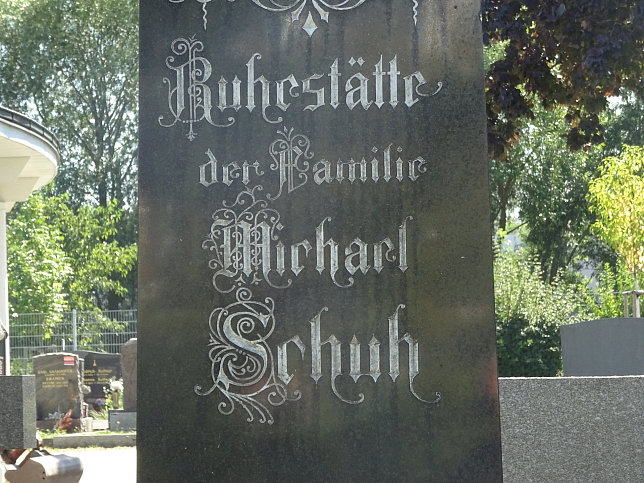 Ruhestätte
der Familie
Michael
Schuh